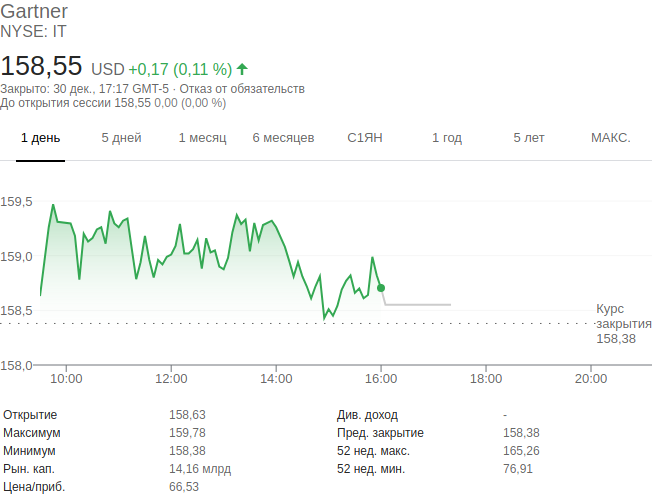 Gartner
NYSE: IT
158,55 USD +0,17 (0,11 %)
Закрыто: 30 дек., 17:17 GMT-5 · Отказ от обязательств
До открытия сессии 158,55 0,00 (0,00 %)
1 день 5 дней 1 месяц 6 месяцев С1ЯН 1 год 5 лет МАКС.
159,5
159,0
158,5
158,0
Курс
закрытия
158,38
10:00 12:00 14:00 16:00 18:00 20:00
Открытие 158,63 Див. доход -
Максимум 159,78 Пред. закрытие 158,38
Минимум 158,38 52 нед. макс. 165,26
Рын. кап. 14,16 млрд 52 нед. мин. 76,91
Цена/приб. 66,53